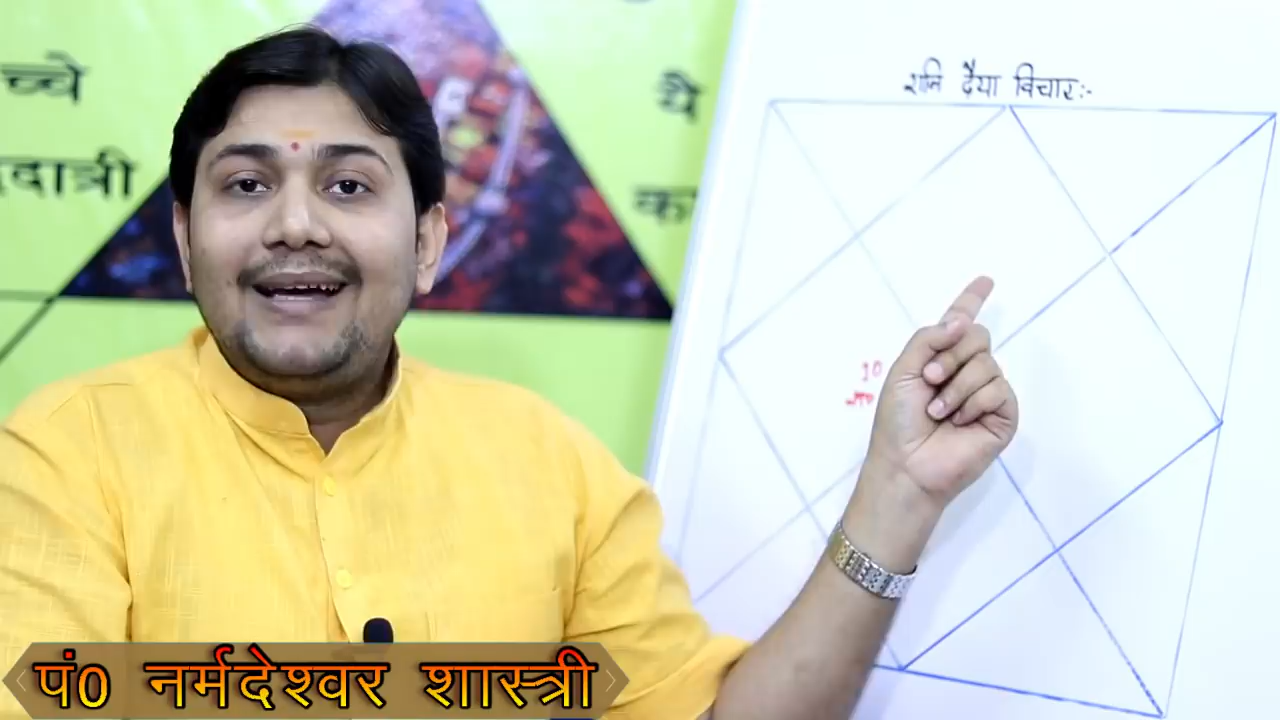 शनि ढैया विचारः-
च्चे
दात्री
यै
का
10
पं0 नर्मदेश्वर शास्त्री